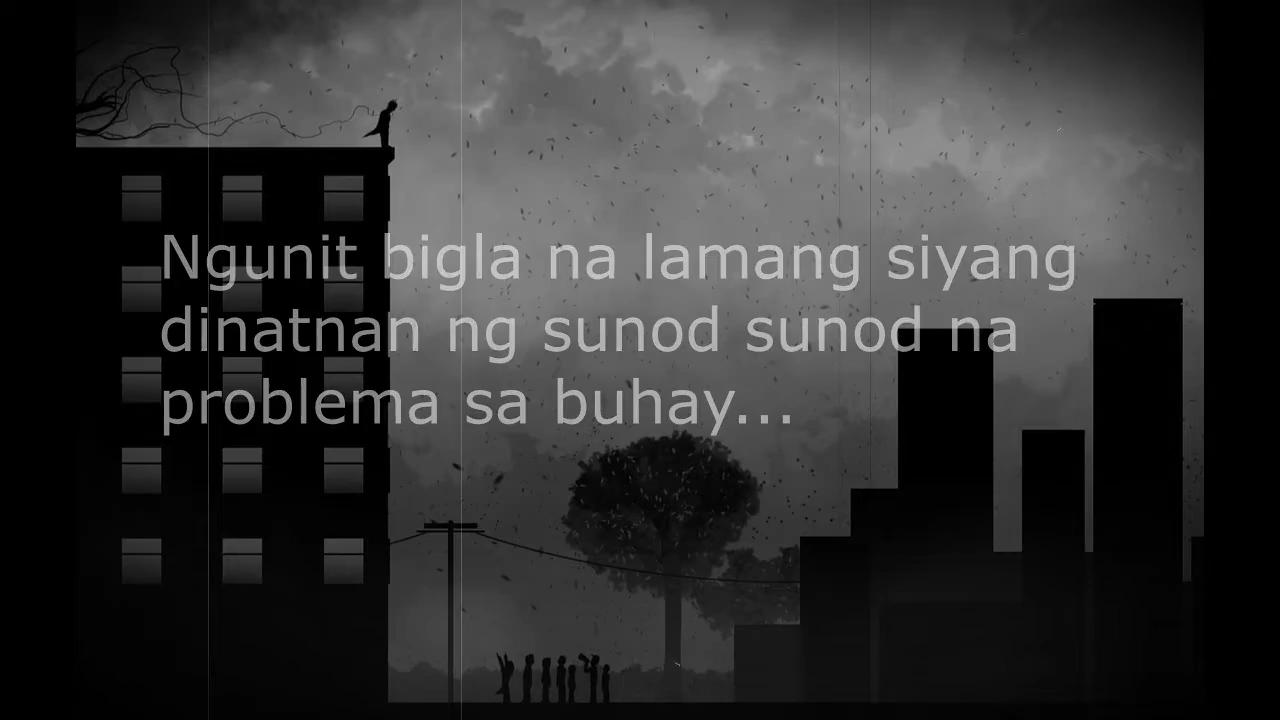 Ngunit bigla na lamang siyang
dinatnan ng sunod sunod na
problema sa buhay...